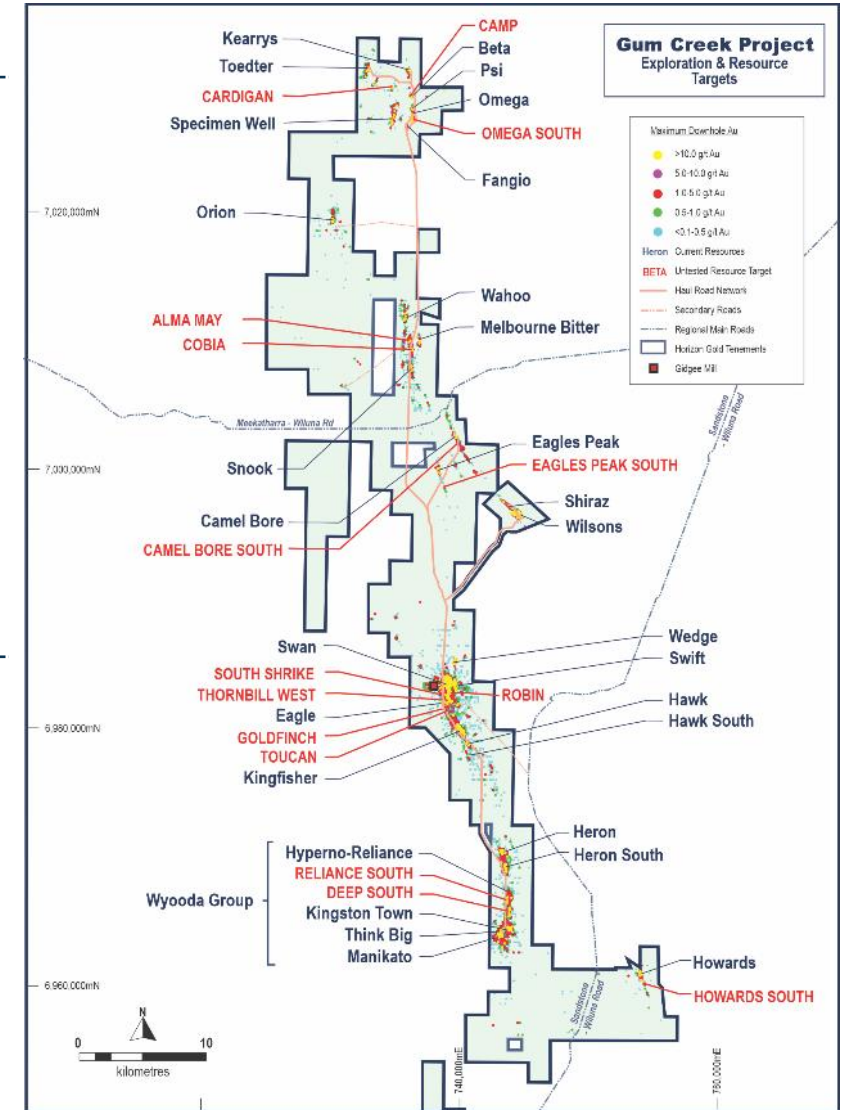 Gum Creek Project
Exploration & Resource
Targets
Maximum Downhole Au
>10.0 g/t Au
5.0-10.0 g/t Au
1.0-5.0 g/t Au
0.5-1.0 g/t Au
<0.1-0.5 g/t Au
Heron Current Resources
BETA Untested Resource Target
Haul Road Network
Secondary Roads
Regional Main Roads
Horizon Gold Tenements
Gidgee Mill
Kearrys
CAMP
Toedter
Beta
CARDIGAN
Psi
Specimen Well
Omega
OMEGA SOUTH
Fangio
7,020,000mN
Orion
Wahoo
ALMA MAY
Melbourne Bitter
COBIA
Meekatharra - Wiluna Rd
Sandstone
- Wiluna Road
Eagles Peak
7,000,000mN
Snook
EAGLES PEAK SOUTH
Shiraz
Camel Bore
Wilsons
CAMEL BORE SOUTH
Wedge
Swan
Swift
SOUTH SHRIKE
THORNBILL WEST
ROBIN
Hawk
Eagle
Hawk South
6,980,000mN
GOLDFINCH
TOUCAN
Kingfisher
Heron
Hyperno-Reliance
Heron South
RELIANCE SOUTH
Wyooda Group
DEEP SOUTH
Kingston Town
Think Big
Manikato
Howards
6,960,000mN
HOWARDS SOUTH
Sandstone
- Wiluna Road
N
0 10
kilometres
740,000mE
760,000mE